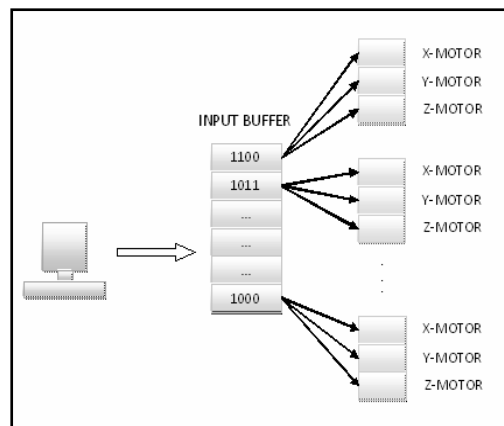 X-MOTOR
Y-MOTOR
Z-MOTOR
INPUT BUFFER
1100
1011
...
...
...
1000
X-MOTOR
Y-MOTOR
Z-MOTOR
X-MOTOR
Y-MOTOR
Z-MOTOR